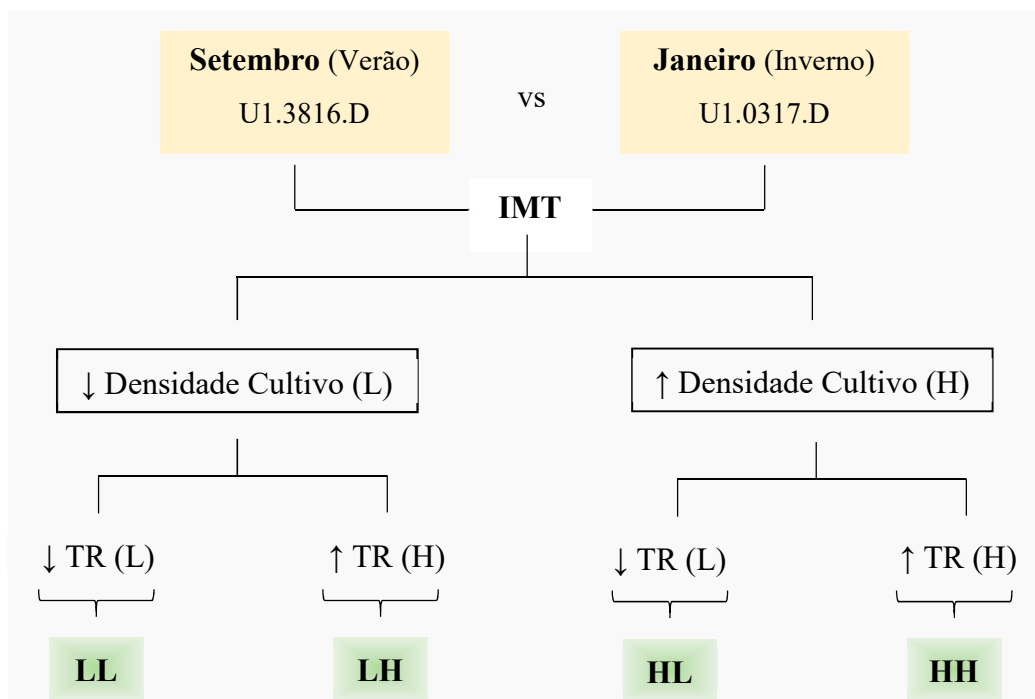 Setembro (Verão)
U1.3816.D
vs
Janeiro (Inverno)
U1.0317.D
IMT
↓ Densidade Cultivo (L)
↑ Densidade Cultivo (H)
↓ TR (L)
↑ TR (H)
↓ TR (L)
↑ TR (H)
LL
LH
HL
HH